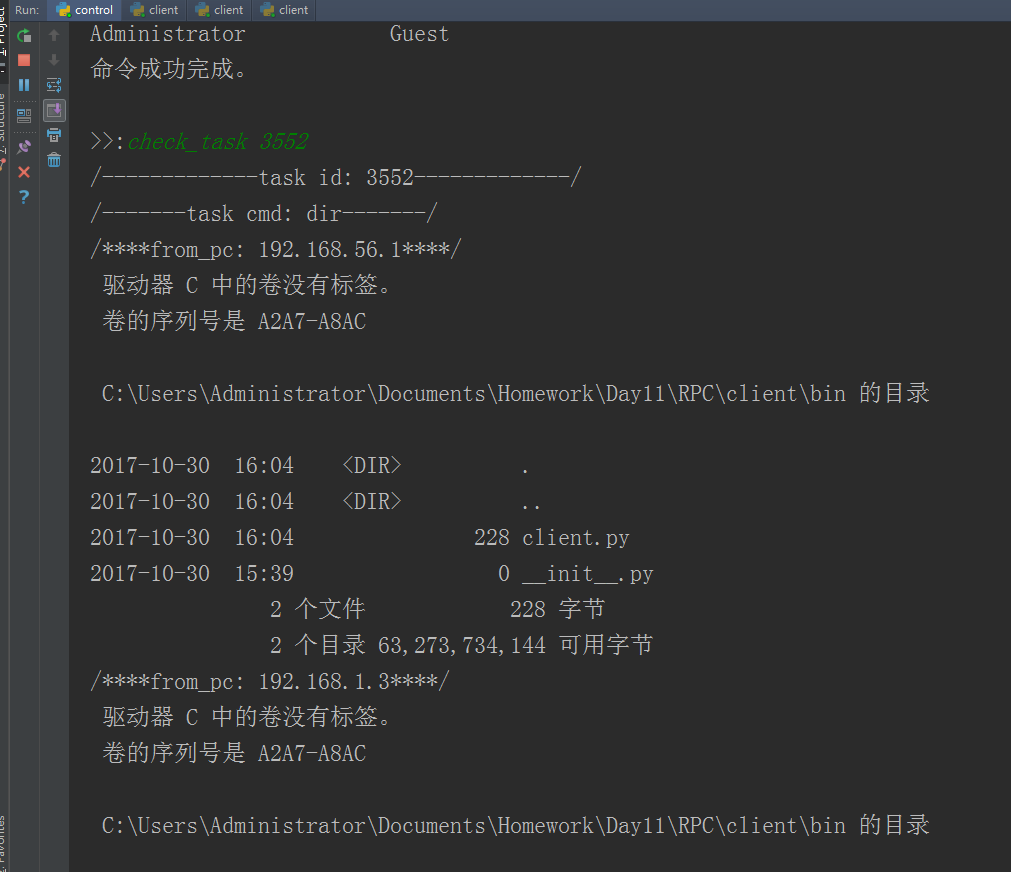 Run: control client client client
1: Project
Administrator            Guest
命令成功完成。
>>:check_task 3552
/-------------task id: 3552-------------/
/-------task cmd: dir-------/
/****from_pc: 192.168.56.1****/
驱动器 C 中的卷没有标签。
卷的序列号是 A2A7-A8AC
C:\Users\Administrator\Documents\Homework\Day11\RPC\client\bin 的目录
2017-10-30  16:04    <DIR>          .
2017-10-30  16:04    <DIR>          ..
2017-10-30  16:04               228 client.py
2017-10-30  15:39                 0 __init__.py
2 个文件            228 字节
2 个目录 63,273,734,144 可用字节
/****from_pc: 192.168.1.3****/
驱动器 C 中的卷没有标签。
卷的序列号是 A2A7-A8AC
C:\Users\Administrator\Documents\Homework\Day11\RPC\client\bin 的目录